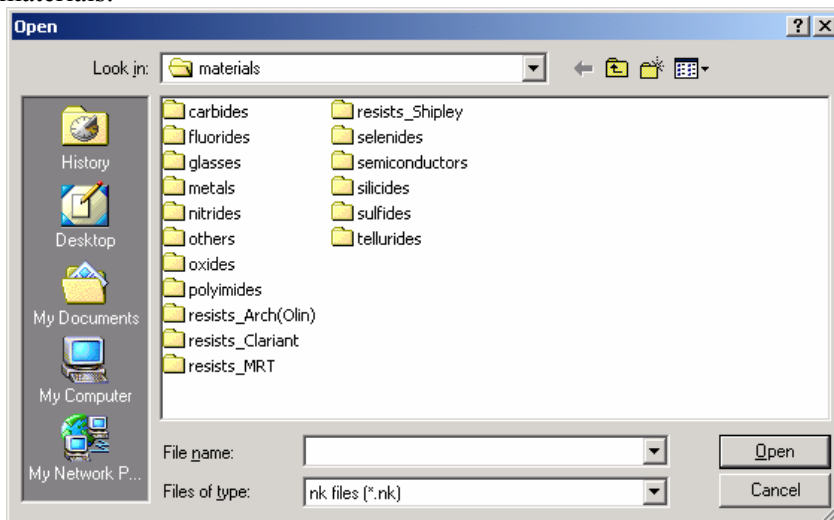 materials.
Open
Look in: materials
History
Desktop
My Documents
My Computer
My Network P...
carbides
fluorides
glasses
metals
nitrides
others
oxides
polyimides
resists_Arch(Olin)
resists_Clariant
resists_MRT
resists_Shipley
selenides
semiconductors
silicides
sulfides
tellurides
File name:
Open
Files of type: nk files (*.nk)
Cancel